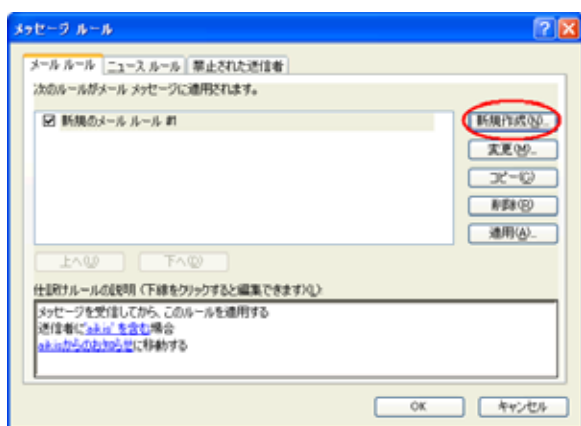 メッセージ ルール
メール ルール ニュース ルール 禁止された送信者
次のルールがメール メッセージに適用されます。
新規のメール ルール #1
新規作成(N)...
変更(M)...
コピー(C)
削除(R)
適用(A)...
上へ(U) 下へ(D)
仕訳けルールの説明 (下線をクリックすると編集できます)(L):
メッセージを受信してから、このルールを適用する
送信者に'aikis' を含む場合
aikisからのお知らせに移動する
OK キャンセル